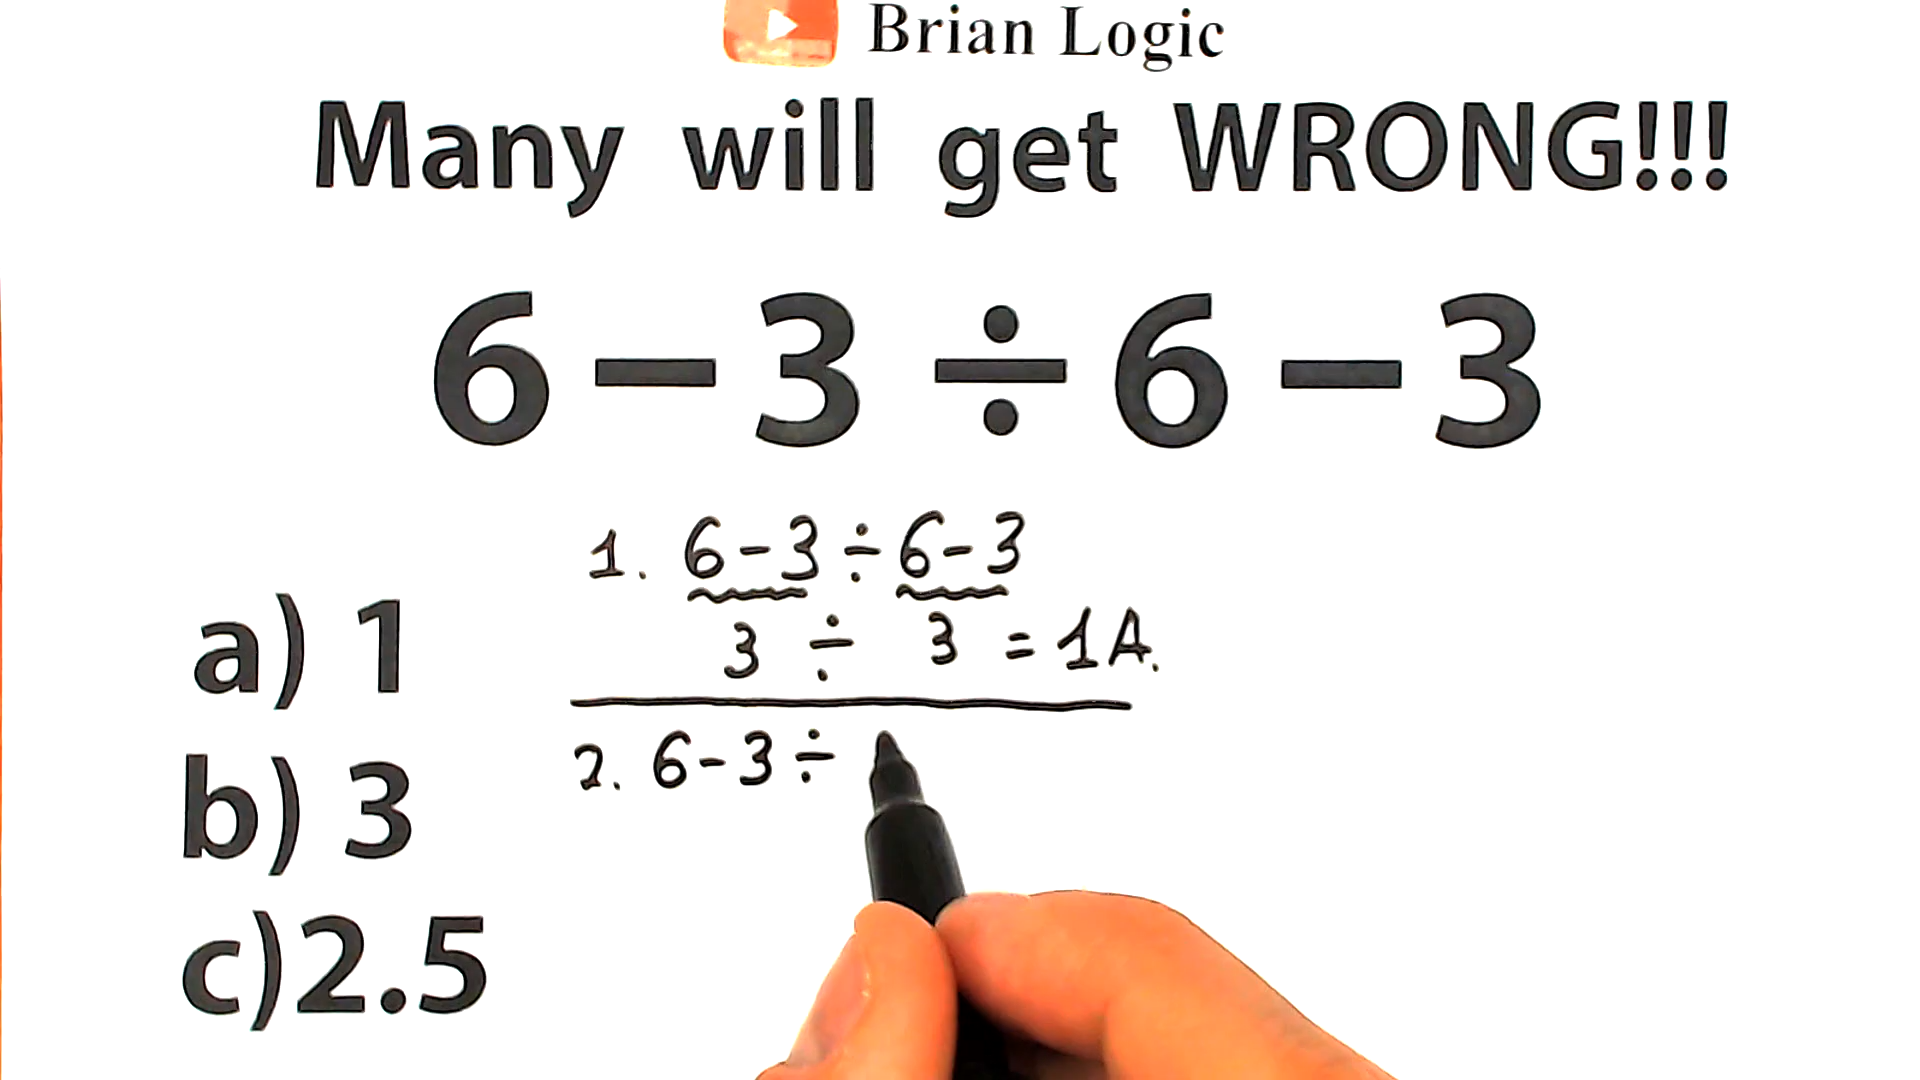 Brian Logic
Many will get WRONG!!!
6 − 3 ÷ 6 − 3
a) 1
b) 3
c) 2.5
1. 6 - 3 ÷ 6 - 3
3 ÷ 3 = 1 A.
2. 6 - 3 ÷